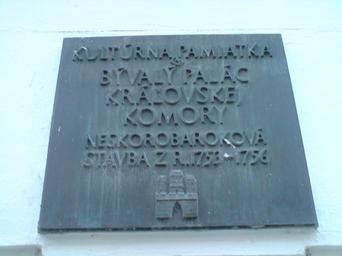 KULTÚRNA PAMIATKA
BÝVALÝ PALÁC
KRÁĽOVSKEJ
KOMORY
NESKOROBAROKOVÁ
STAVBA Z R. 1753-1756